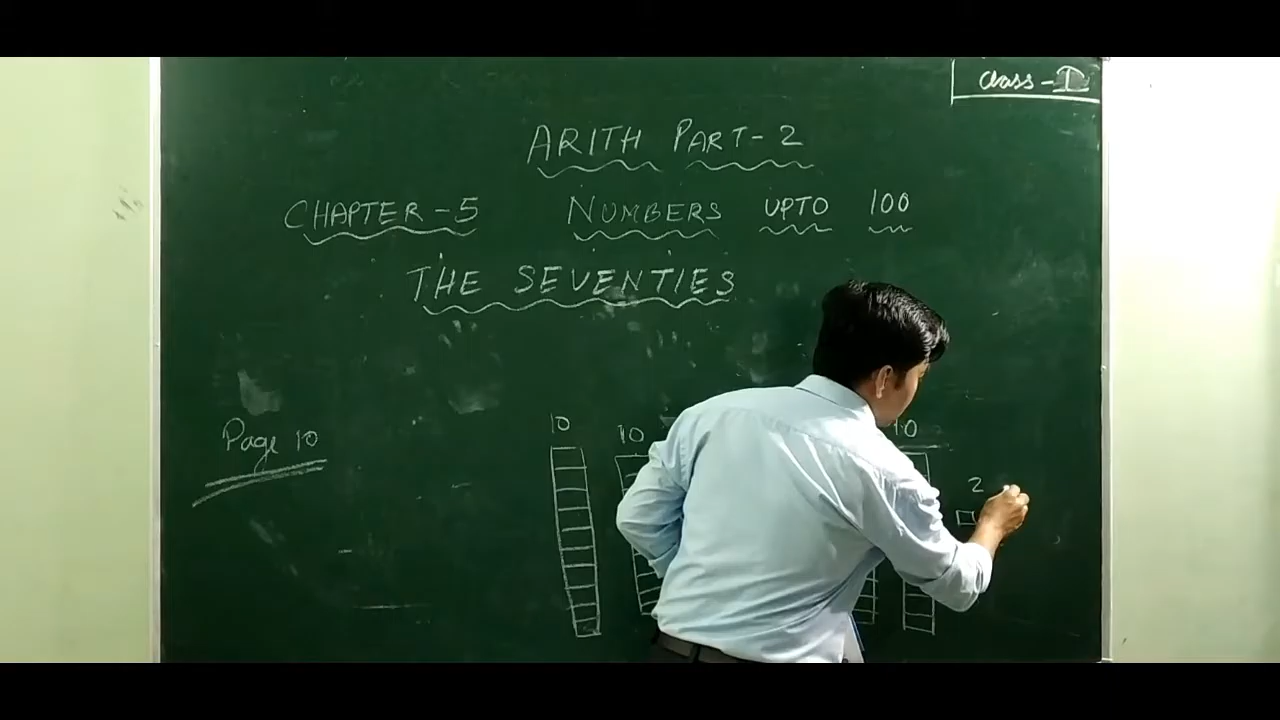 Class - I
ARITH PART - 2
CHAPTER - 5 NUMBERS UPTO 100
THE SEVENTIES
Page 10
10 10 10
2